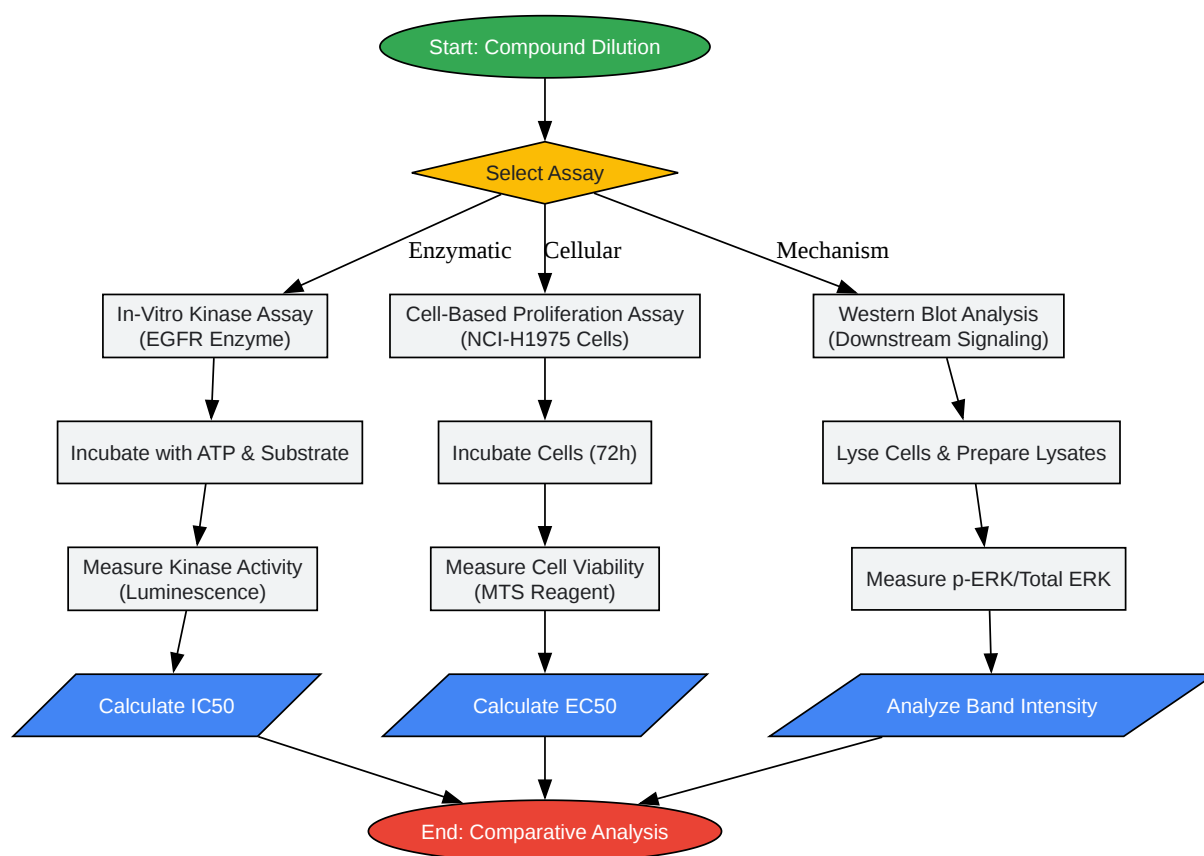 Start: Compound Dilution
Select Assay
Enzymatic
Cellular
Mechanism
In-Vitro Kinase Assay
(EGFR Enzyme)
Cell-Based Proliferation Assay
(NCI-H1975 Cells)
Western Blot Analysis
(Downstream Signaling)
Incubate with ATP & Substrate
Incubate Cells (72h)
Lyse Cells & Prepare Lysates
Measure Kinase Activity
(Luminescence)
Measure Cell Viability
(MTS Reagent)
Measure p-ERK/Total ERK
Calculate IC50
Calculate EC50
Analyze Band Intensity
End: Comparative Analysis